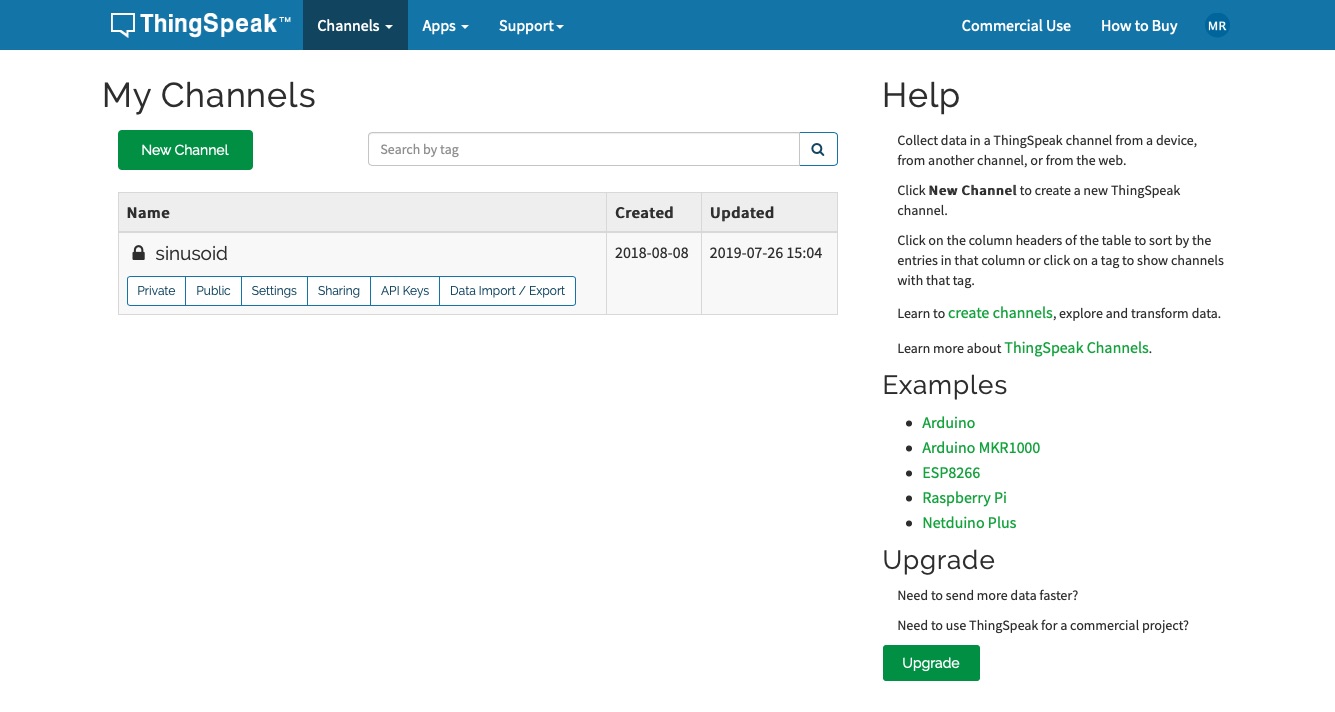 ThingSpeak™ Channels Apps Support Commercial Use How to Buy MR
My Channels
New Channel
Search by tag
Name Created Updated
sinusoid 2018-08-08 2019-07-26 15:04
Private Public Settings Sharing API Keys Data Import / Export
Help
Collect data in a ThingSpeak channel from a device,
from another channel, or from the web.
Click New Channel to create a new ThingSpeak
channel.
Click on the column headers of the table to sort by the
entries in that column or click on a tag to show channels
with that tag.
Learn to create channels, explore and transform data.
Learn more about ThingSpeak Channels.
Examples
Arduino
Arduino MKR1000
ESP8266
Raspberry Pi
Netduino Plus
Upgrade
Need to send more data faster?
Need to use ThingSpeak for a commercial project?
Upgrade